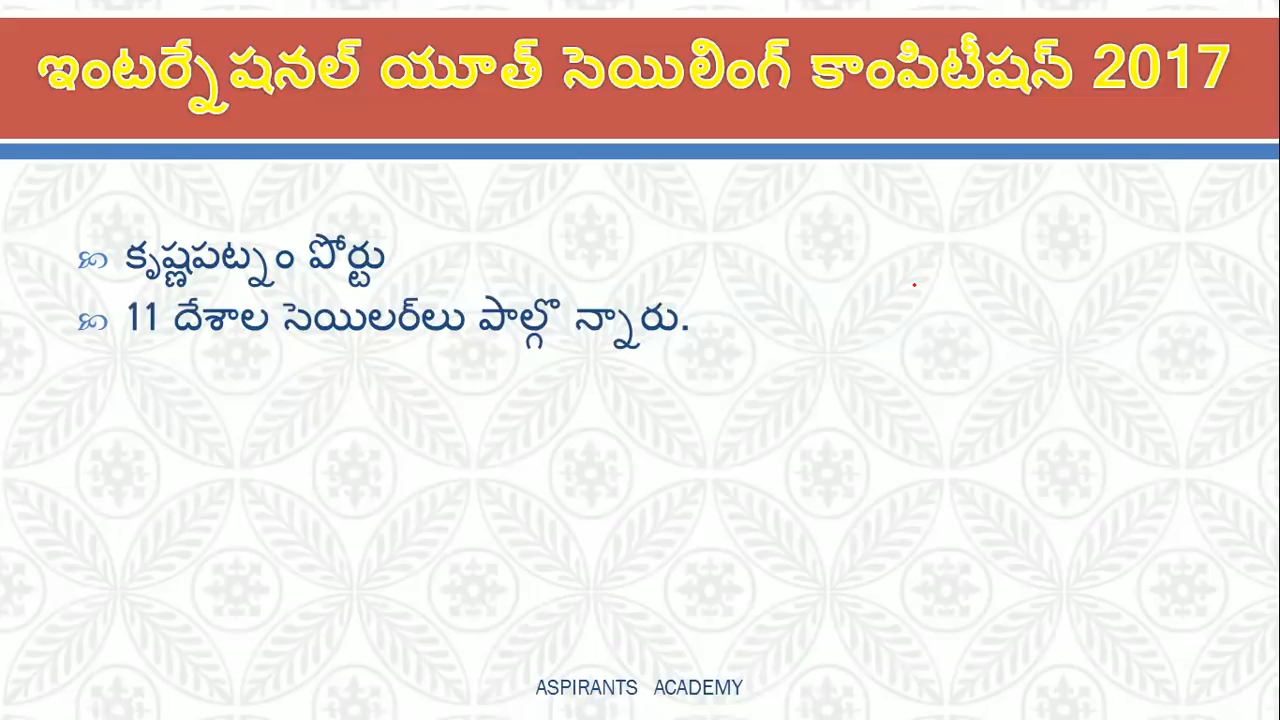 ఇంటర్నేషనల్ యూత్ సెయిలింగ్ కాంపిటీషన్ 2017
కృష్ణపట్నం పోర్టు
11 దేశాల సెయిలర్‌లు పాల్గొన్నారు.
ASPIRANTS ACADEMY